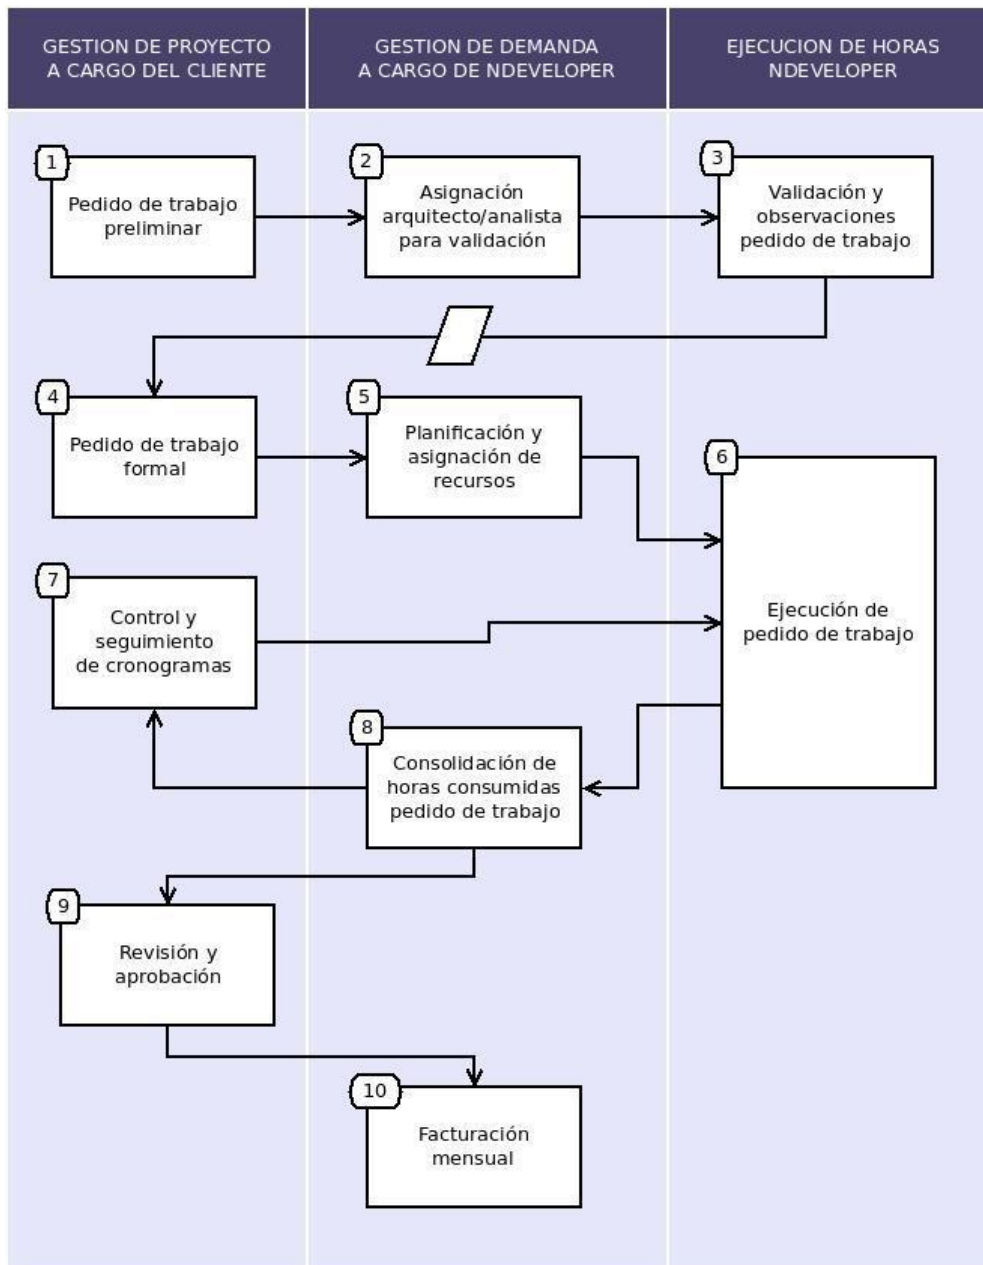 GESTION DE PROYECTO
A CARGO DEL CLIENTE
GESTION DE DEMANDA
A CARGO DE NDEVELOPER
EJECUCION DE HORAS
NDEVELOPER
1
Pedido de trabajo
preliminar
2
Asignación
arquitecto/analista
para validación
3
Validación y
observaciones
pedido de trabajo
4
Pedido de trabajo
formal
5
Planificación y
asignación de
recursos
6
Ejecución de
pedido de trabajo
7
Control y
seguimiento
de cronogramas
8
Consolidación de
horas consumidas
pedido de trabajo
9
Revisión y
aprobación
10
Facturación
mensual